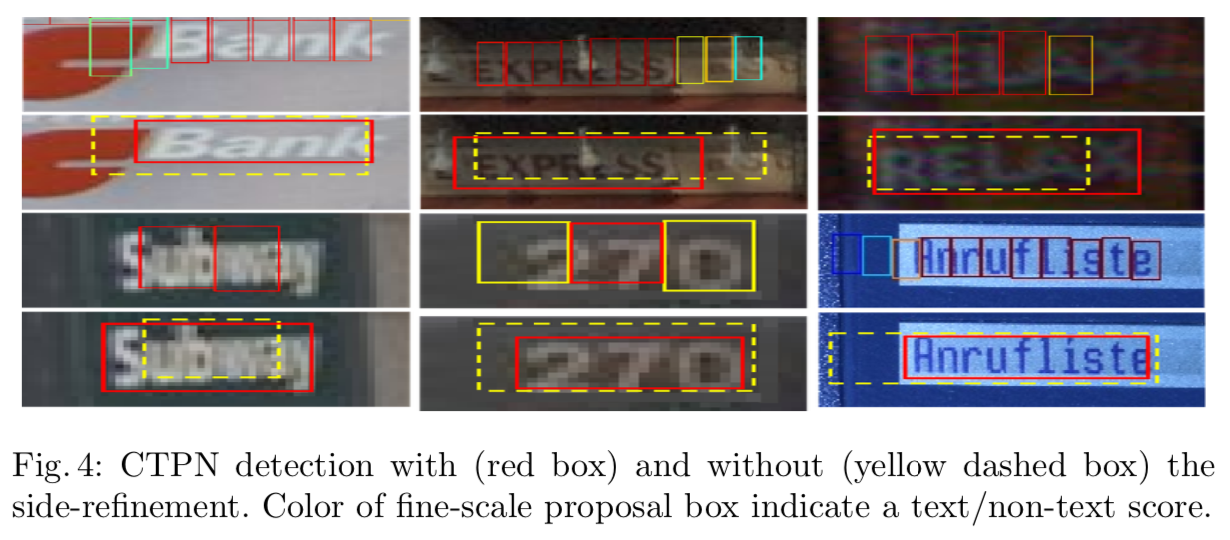 Bank
EXPRESS
RELAX
Bank
EXPRESS
RELAX
Subway
270
Anrufliste
Subway
270
Anrufliste
Fig. 4: CTPN detection with (red box) and without (yellow dashed box) the
side-refinement. Color of fine-scale proposal box indicate a text/non-text score.